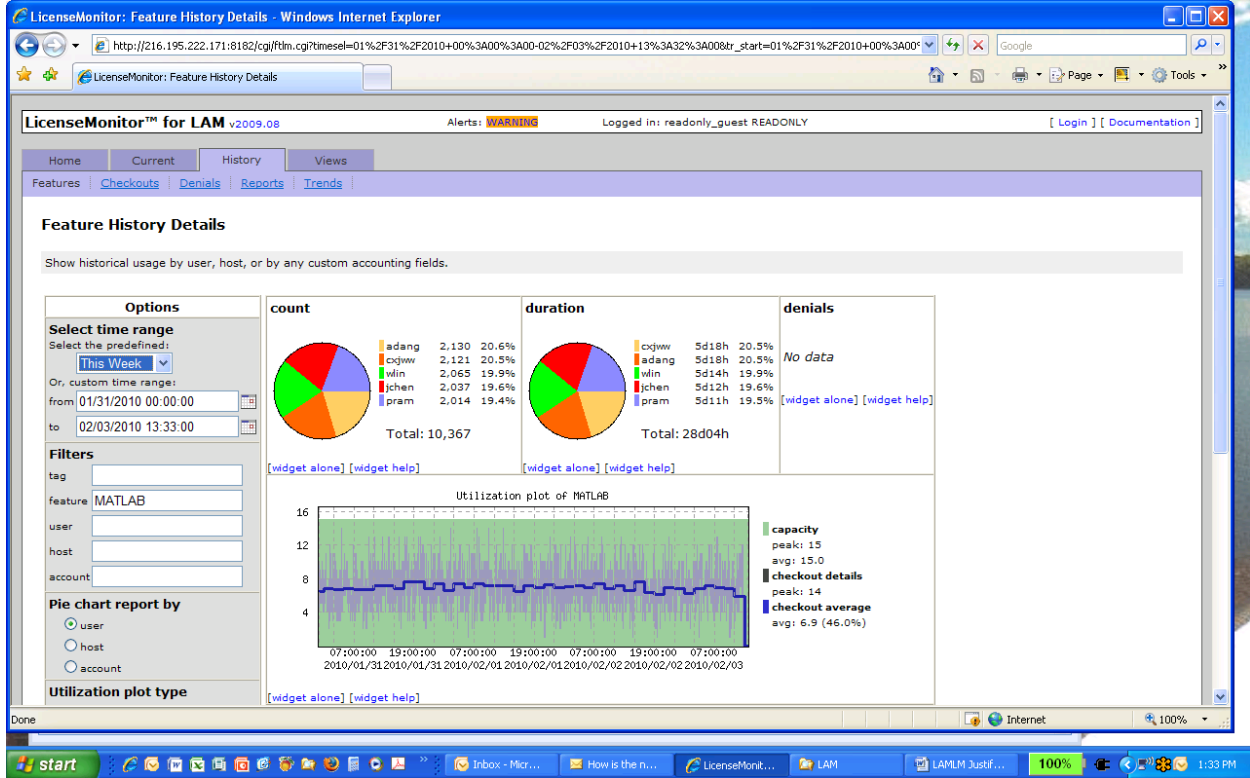 LicenseMonitor: Feature History Details - Windows Internet Explorer
http://216.195.222.171:8182/cgi/ftlm.cgi?timesel=01%2F31%2F2010+00%3A00%3A00-02%2F03%2F2010+13%3A32%3A00&tr_start=01%2F31%2F2010+00%3A00%
Google
LicenseMonitor: Feature History Details
Page
Tools
LicenseMonitor™ for LAM v2009.08
Alerts: WARNING
Logged in: readonly_guest READONLY
[ Login ] [ Documentation ]
Home Current History Views
Features Checkouts Denials Reports Trends
Feature History Details
Show historical usage by user, host, or by any custom accounting fields.
Options
Select time range
Select the predefined:
This Week
Or, custom time range:
from 01/31/2010 00:00:00
to 02/03/2010 13:33:00
Filters
tag
feature MATLAB
user
host
account
Pie chart report by
user
host
account
Utilization plot type
count
adang 2,130 20.6%
cxjww 2,121 20.5%
wlin 2,065 19.9%
jchen 2,037 19.6%
pram 2,014 19.4%
Total: 10,367
[widget alone] [widget help]
duration
cxjww 5d18h 20.5%
adang 5d18h 20.5%
wlin 5d14h 19.9%
jchen 5d12h 19.6%
pram 5d11h 19.5%
Total: 28d04h
[widget alone] [widget help]
denials
No data
[widget alone] [widget help]
Utilization plot of MATLAB
16
12
8
4
07:00:00 19:00:00 07:00:00 19:00:00 07:00:00 19:00:00 07:00:00
2010/01/31 2010/01/31 2010/02/01 2010/02/01 2010/02/02 2010/02/02 2010/02/03
capacity
peak: 15
avg: 15.0
checkout details
peak: 14
checkout average
avg: 6.9 (46.0%)
[widget alone] [widget help]
Done
Internet
100%
start
Inbox - Micr...
How is the n...
LicenseMonit...
LAM
LAMLM Justif...
100%
1:33 PM